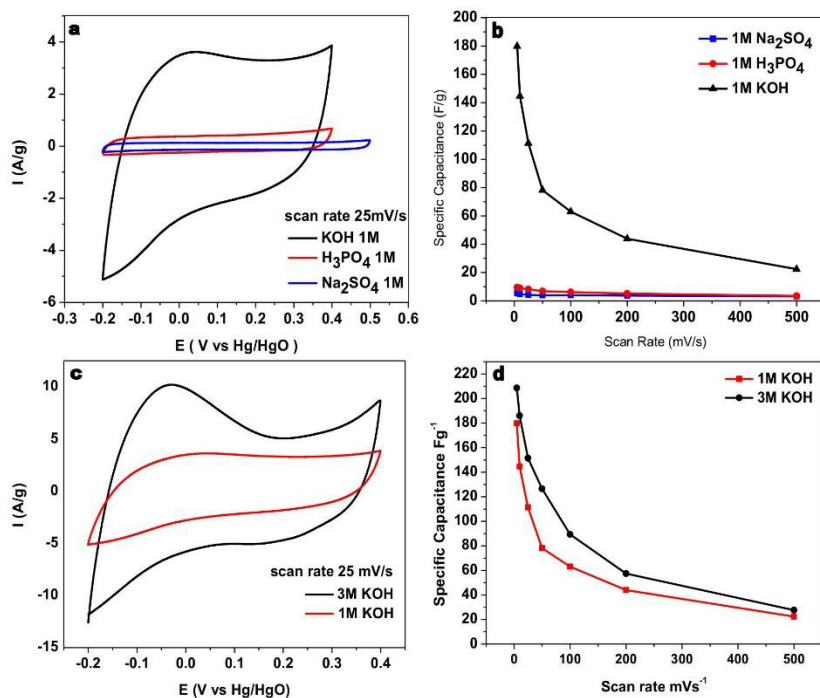 a
I (A/g)
4
2
0
-2
-4
-6
scan rate 25mV/s
KOH 1M
H₃PO₄ 1M
Na₂SO₄ 1M
-0.3 -0.2 -0.1 0.0 0.1 0.2 0.3 0.4 0.5 0.6
E ( V vs Hg/HgO )
b
Specific Capacitance (F/g)
200
180
160
140
120
100
80
60
40
20
0
1M Na₂SO₄
1M H₃PO₄
1M KOH
0 100 200 300 400 500
Scan Rate (mV/s)
c
I (A/g)
10
5
0
-5
-10
-15
scan rate 25 mV/s
3M KOH
1M KOH
-0.2 -0.1 0.0 0.1 0.2 0.3 0.4
E (V vs Hg/HgO)
d
Specific Capacitance Fg⁻¹
220
200
180
160
140
120
100
80
60
40
20
0
1M KOH
3M KOH
0 100 200 300 400 500
Scan rate mVs⁻¹